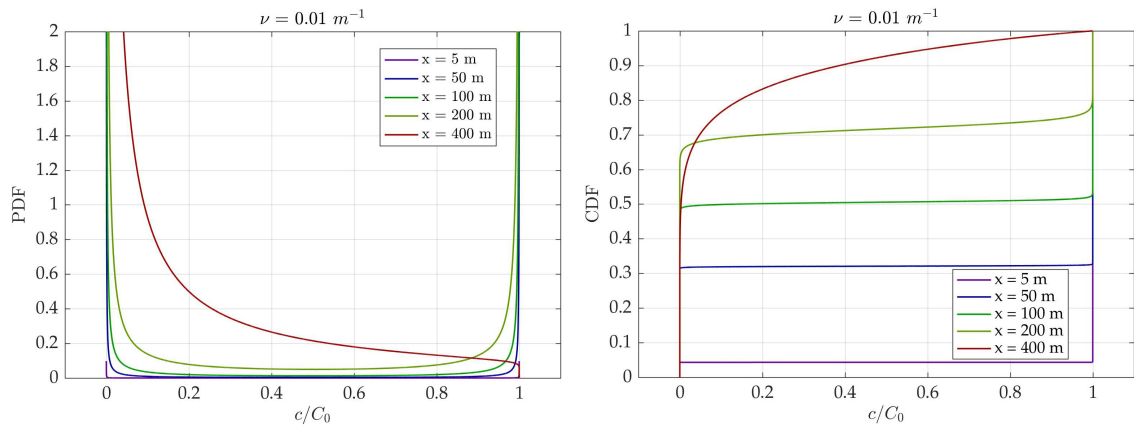 ν = 0.01 m⁻¹
PDF
2
1.8
1.6
1.4
1.2
1
0.8
0.6
0.4
0.2
0
x = 5 m
x = 50 m
x = 100 m
x = 200 m
x = 400 m
0 0.2 0.4 0.6 0.8 1
c/C₀
ν = 0.01 m⁻¹
CDF
1
0.9
0.8
0.7
0.6
0.5
0.4
0.3
0.2
0.1
0
x = 5 m
x = 50 m
x = 100 m
x = 200 m
x = 400 m
0 0.2 0.4 0.6 0.8 1
c/C₀